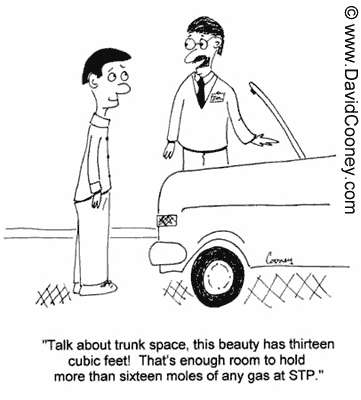 © www.DavidCooney.com
Cooney
"Talk about trunk space, this beauty has thirteen
cubic feet! That's enough room to hold
more than sixteen moles of any gas at STP."